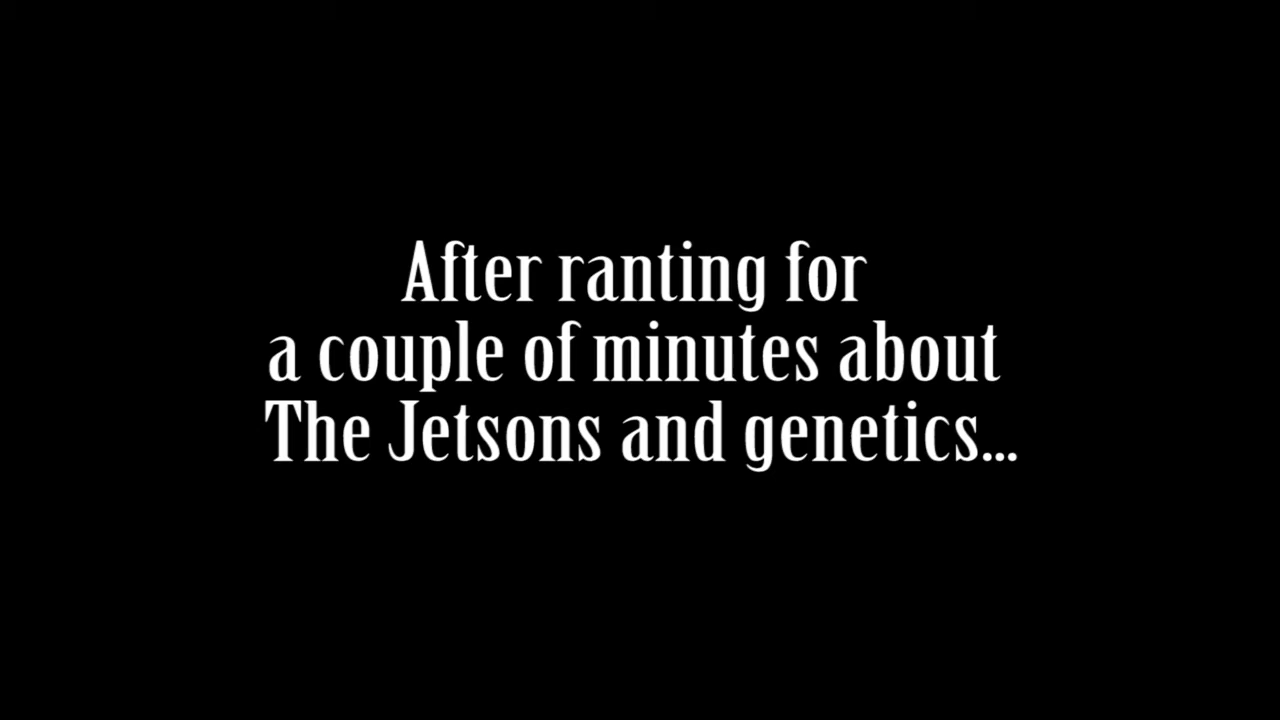 After ranting for
a couple of minutes about
The Jetsons and genetics...